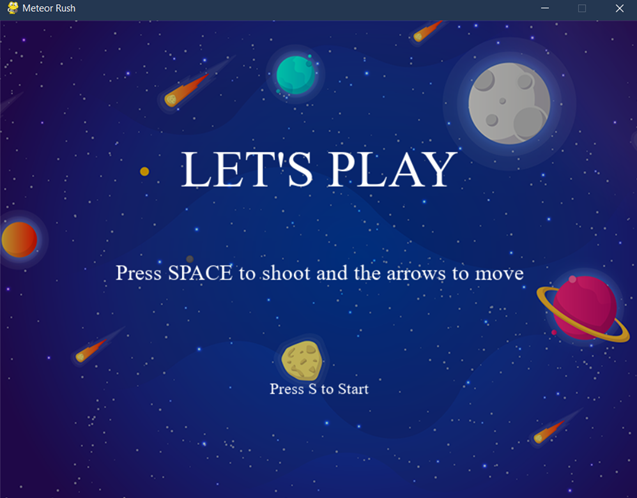 Meteor Rush
LET'S PLAY
Press SPACE to shoot and the arrows to move
Press S to Start